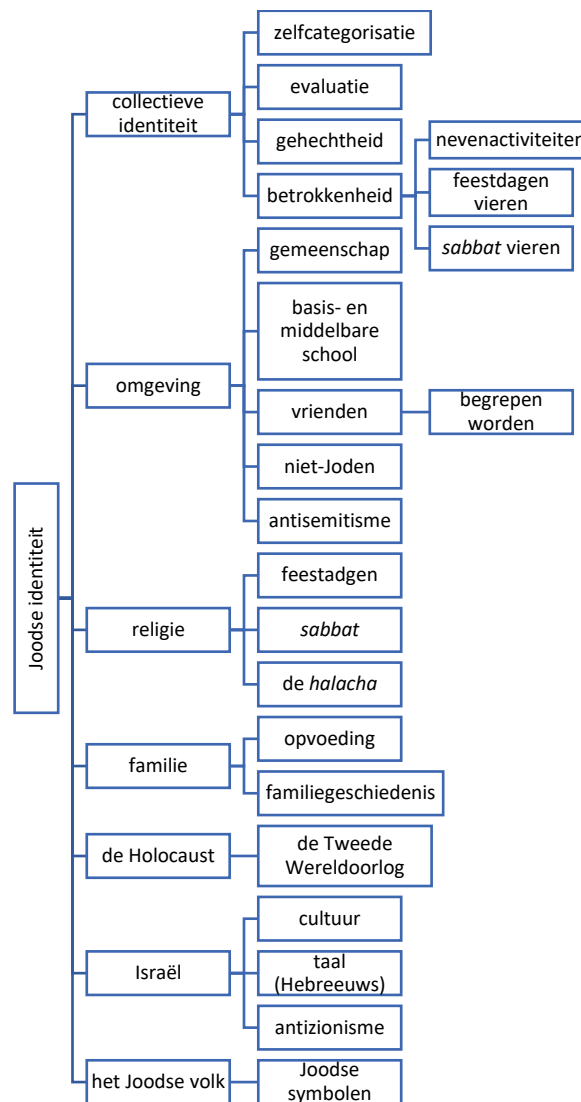 Joodse identiteit
collectieve
identiteit
zelfcategorisatie
evaluatie
gehechtheid
betrokkenheid
nevenactiviteiten
feestdagen
vieren
sabbat vieren
omgeving
gemeenschap
basis- en
middelbare
school
vrienden
begrepen
worden
niet-Joden
antisemitisme
religie
feestadgen
sabbat
de halacha
familie
opvoeding
familiegeschiedenis
de Holocaust
de Tweede
Wereldoorlog
Israël
cultuur
taal
(Hebreeuws)
antizionisme
het Joodse volk
Joodse
symbolen